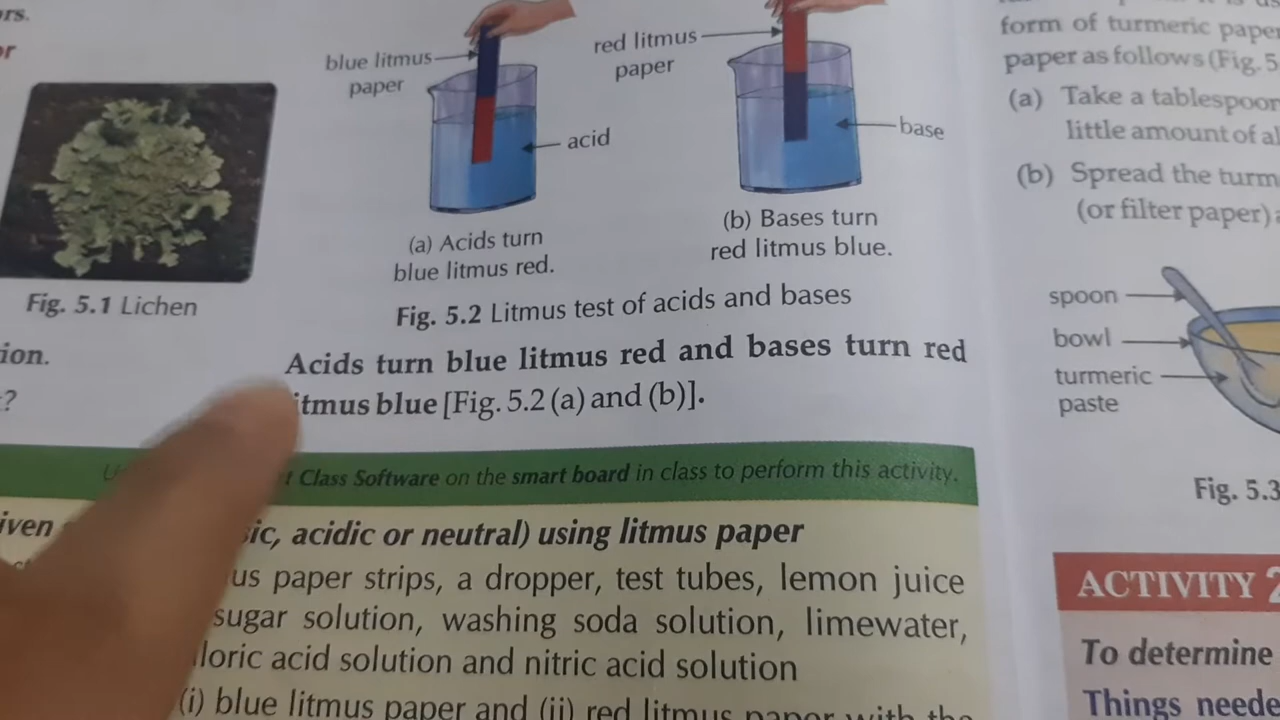 ors.
or
blue litmus
paper
acid
(a) Acids turn
blue litmus red.
red litmus
paper
base
(b) Bases turn
red litmus blue.
Fig. 5.1 Lichen
Fig. 5.2 Litmus test of acids and bases
ion.
?
Acids turn blue litmus red and bases turn red
itmus blue [Fig. 5.2 (a) and (b)].
t Class Software on the smart board in class to perform this activity.
iven
ic, acidic or neutral) using litmus paper
us paper strips, a dropper, test tubes, lemon juice
sugar solution, washing soda solution, limewater,
loric acid solution and nitric acid solution
(i) blue litmus paper and (ii) red litmus paper with the
form of turmeric paper
paper as follows (Fig. 5
(a) Take a tablespoon
little amount of
(b) Spread the turm
(or filter paper)
spoon
bowl
turmeric
paste
Fig. 5.3
ACTIVITY 2
To determine
Things neede